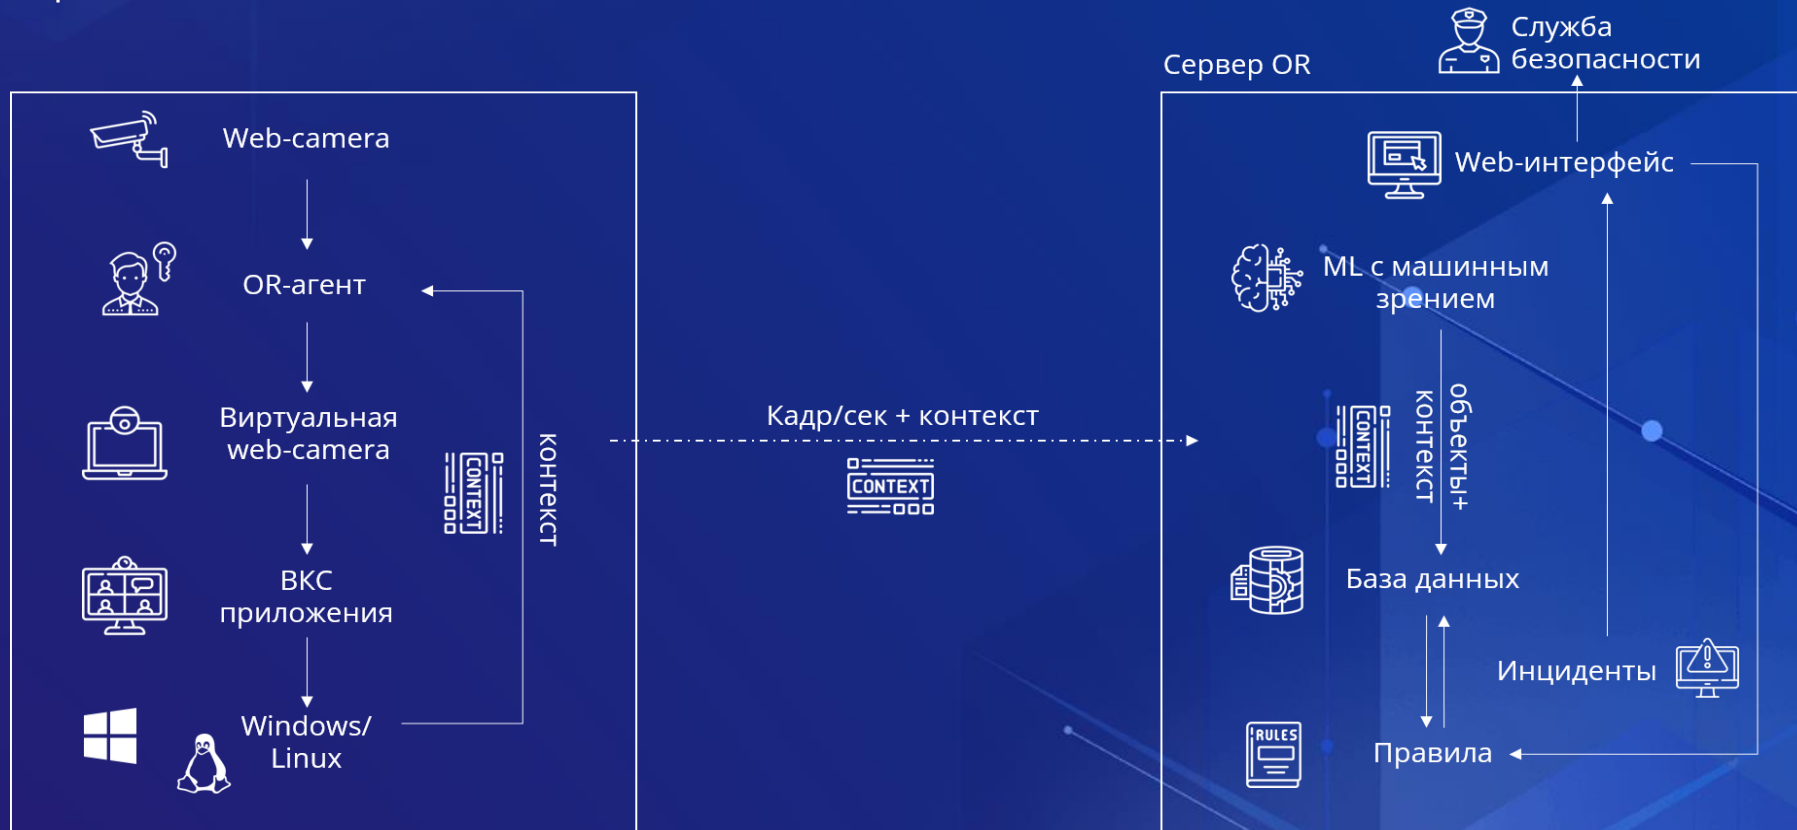 Web-camera
OR-агент
Виртуальная
web-camera
ВКС
приложения
Windows/
Linux
CONTEXT
контекст
Кадр/сек + контекст
CONTEXT
Сервер OR
Служба
безопасности
Web-интерфейс
ML с машинным
зрением
CONTEXT
объекты+
контекст
База данных
Инциденты
RULES
Правила